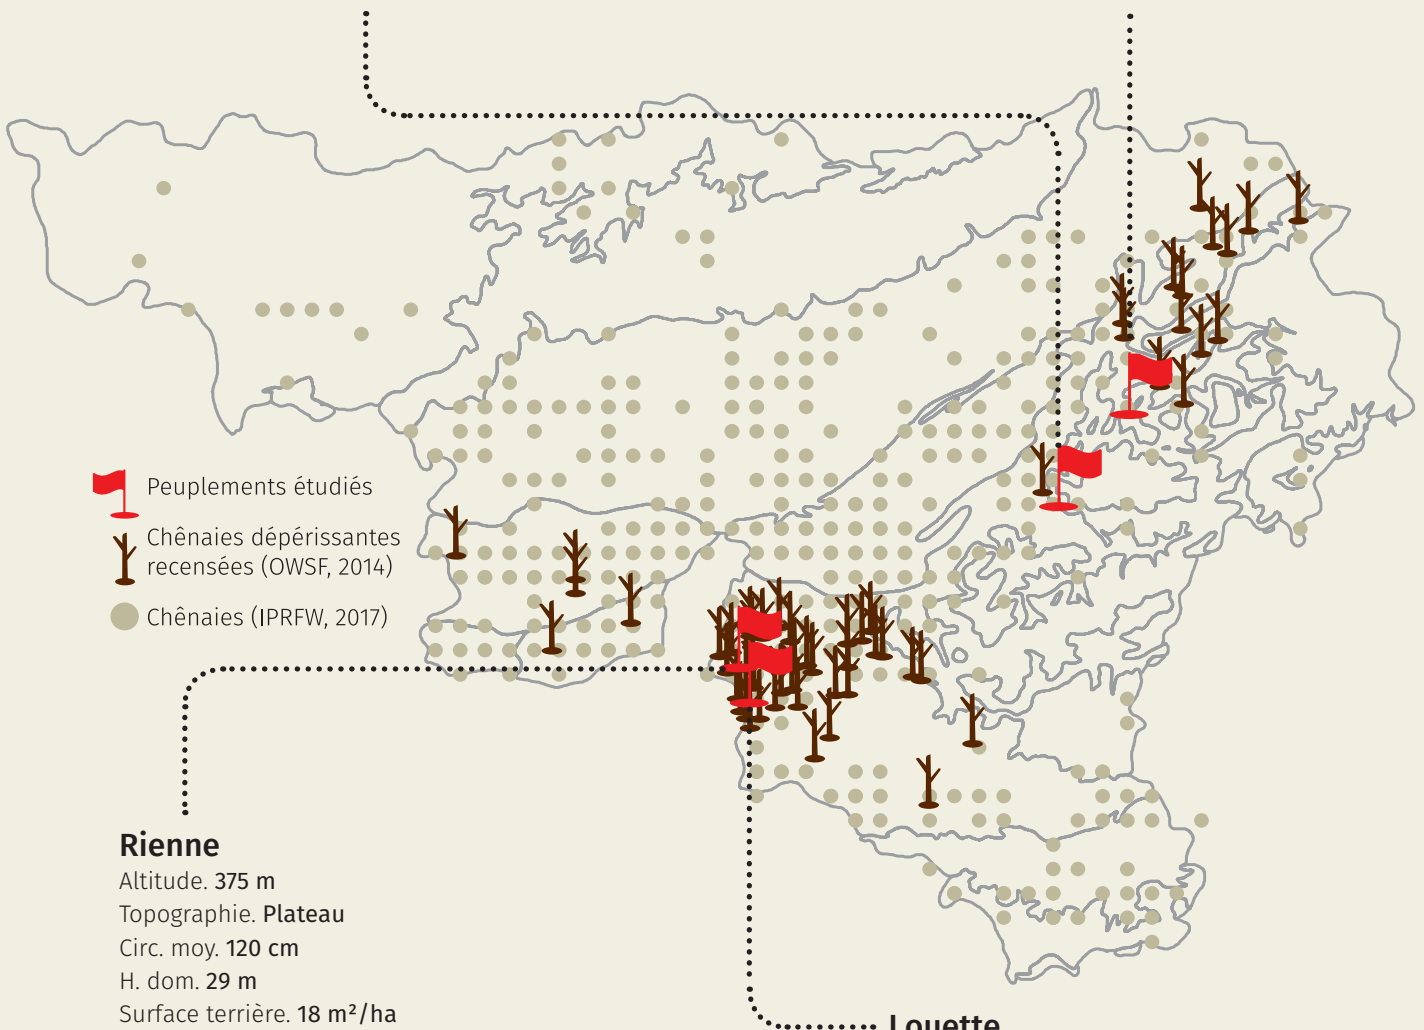 Peuplements étudiés
Chênaies dépérissantes
recensées (OWSF, 2014)
Chênaies (IPRFW, 2017)
Rienne
Altitude. 375 m
Topographie. Plateau
Circ. moy. 120 cm
H. dom. 29 m
Surface terrière. 18 m²/ha
Louette